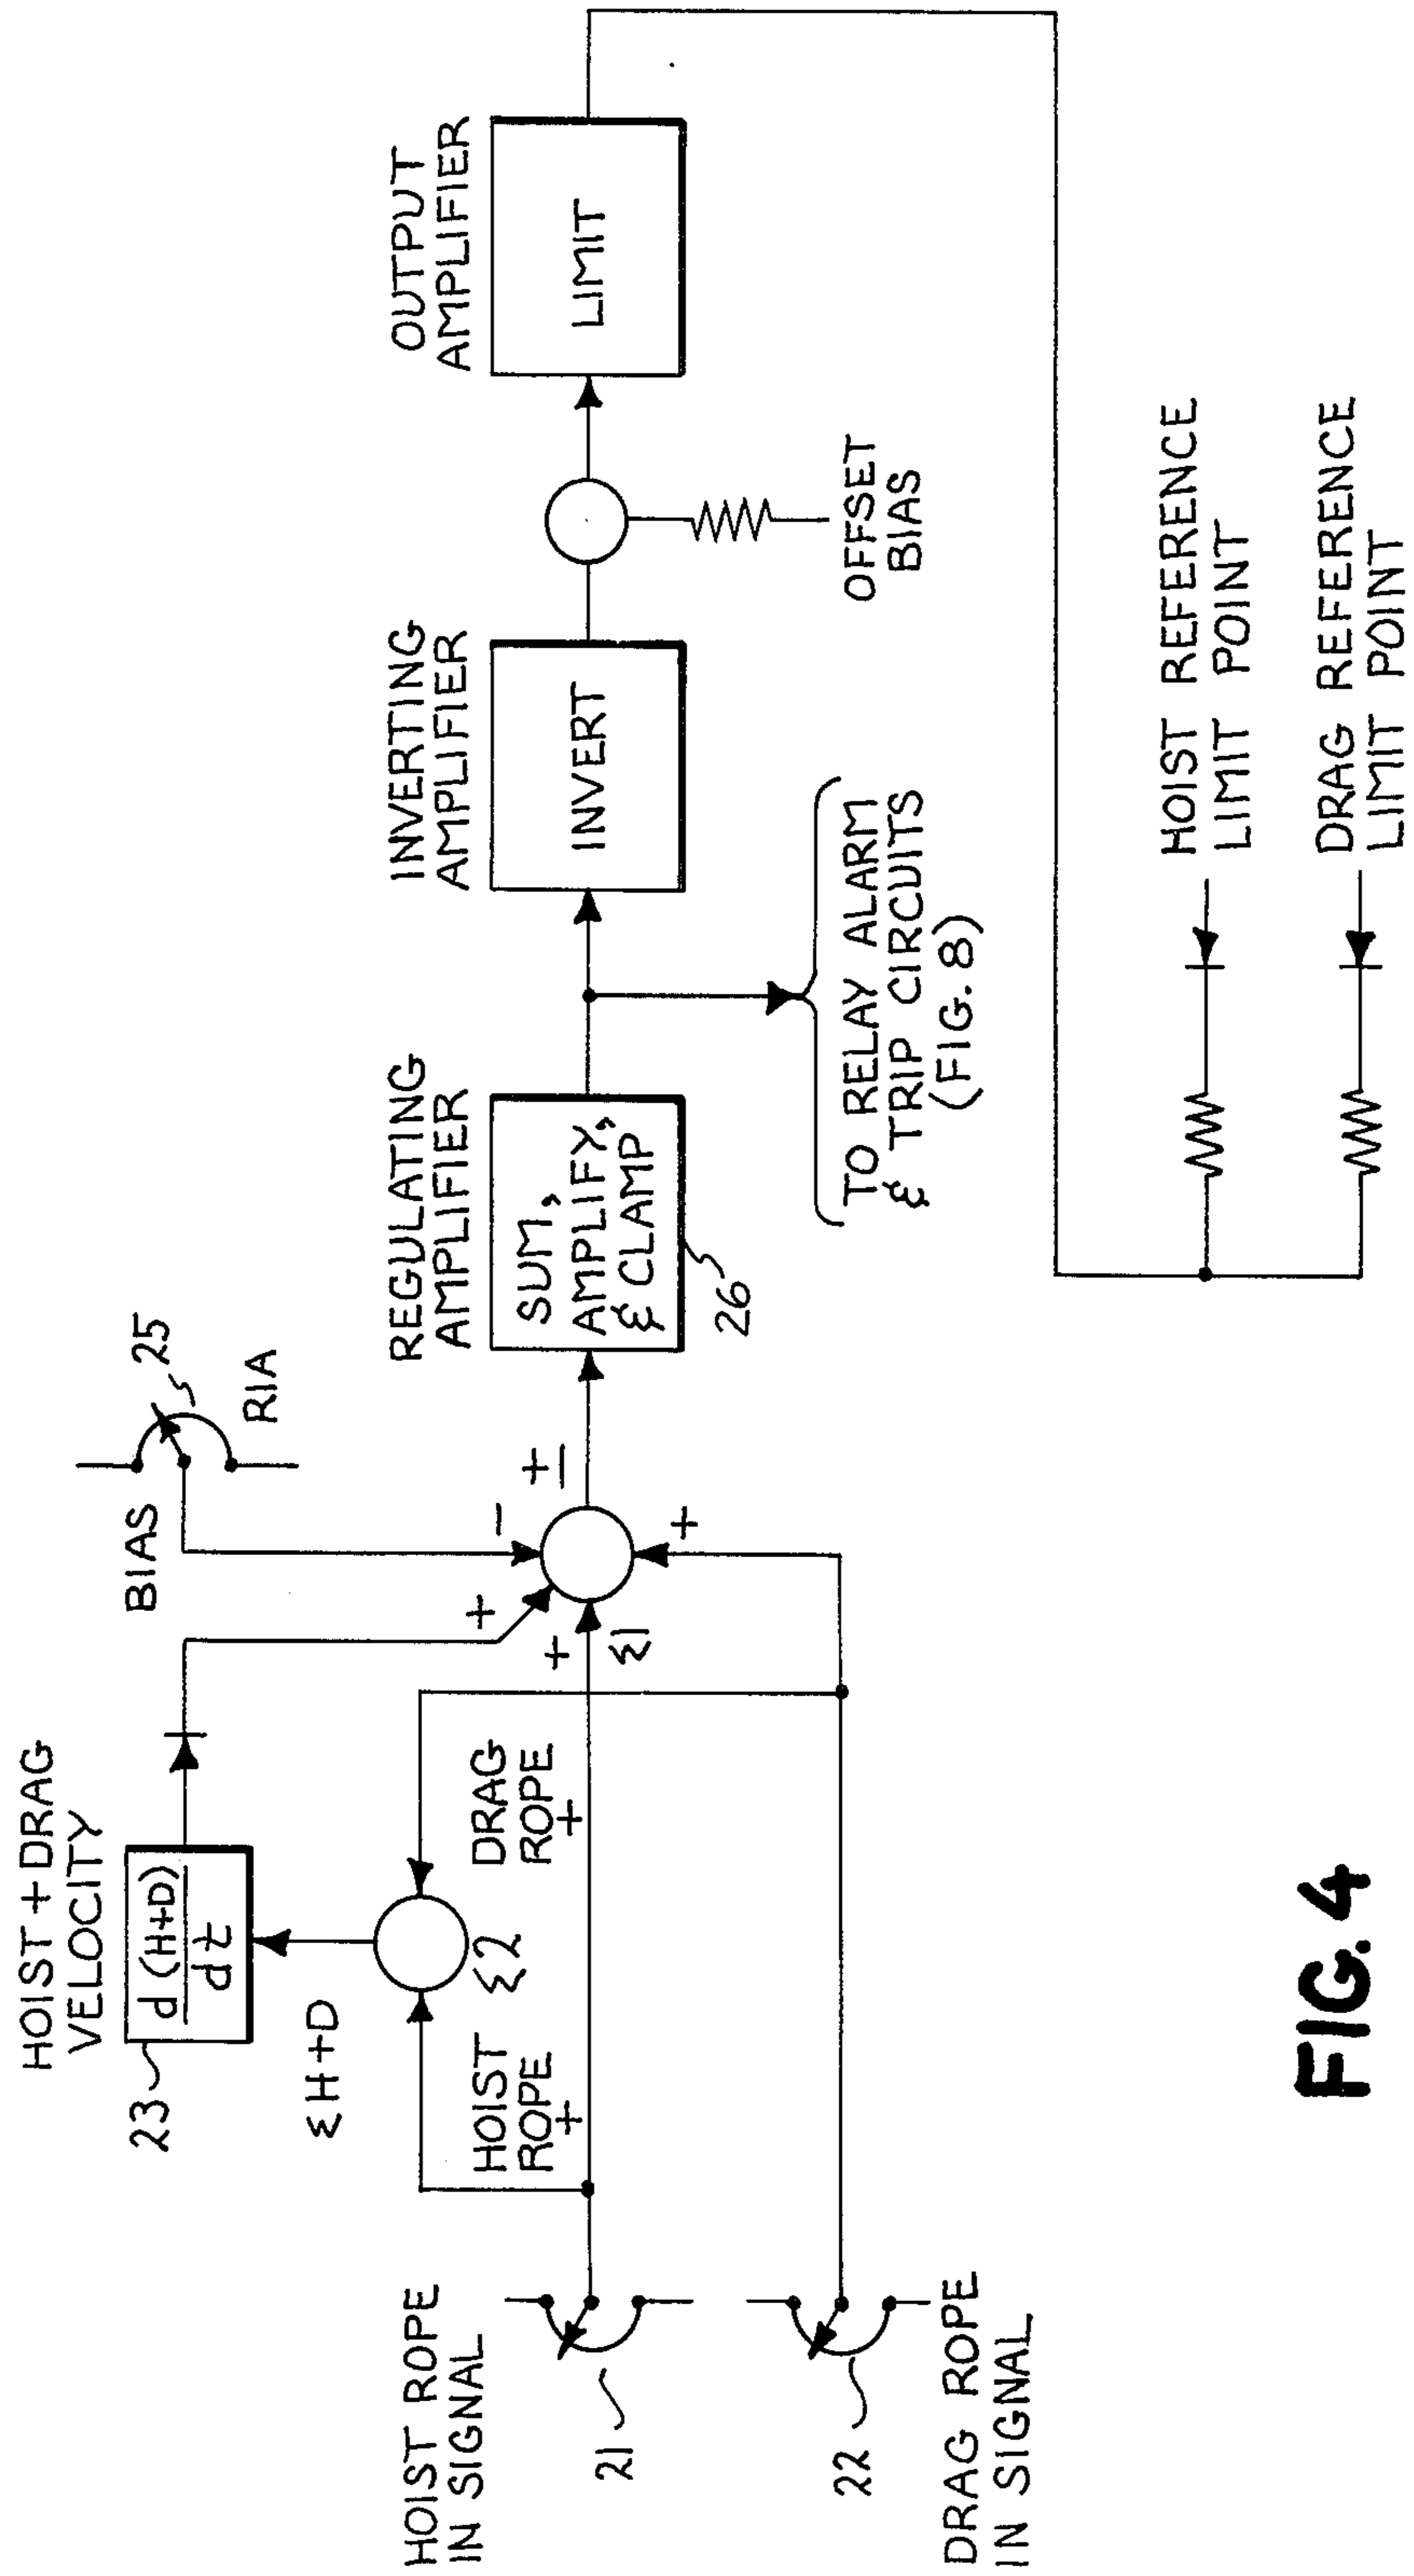 HOIST + DRAG
VELOCITY
d (H+D)
dt
23
ΣH+D
Σ2
HOIST
ROPE
+
DRAG
ROPE
+
HOIST ROPE
IN SIGNAL
21
22
DRAG ROPE
IN SIGNAL
BIAS
25
RIA
+
-
+
Σ1
+
±
REGULATING
AMPLIFIER
SUM,
AMPLIFY,
& CLAMP
26
TO RELAY ALARM
& TRIP CIRCUITS
(FIG. 8)
INVERTING
AMPLIFIER
INVERT
OFFSET
BIAS
OUTPUT
AMPLIFIER
LIMIT
HOIST REFERENCE
LIMIT POINT
DRAG REFERENCE
LIMIT POINT
FIG. 4